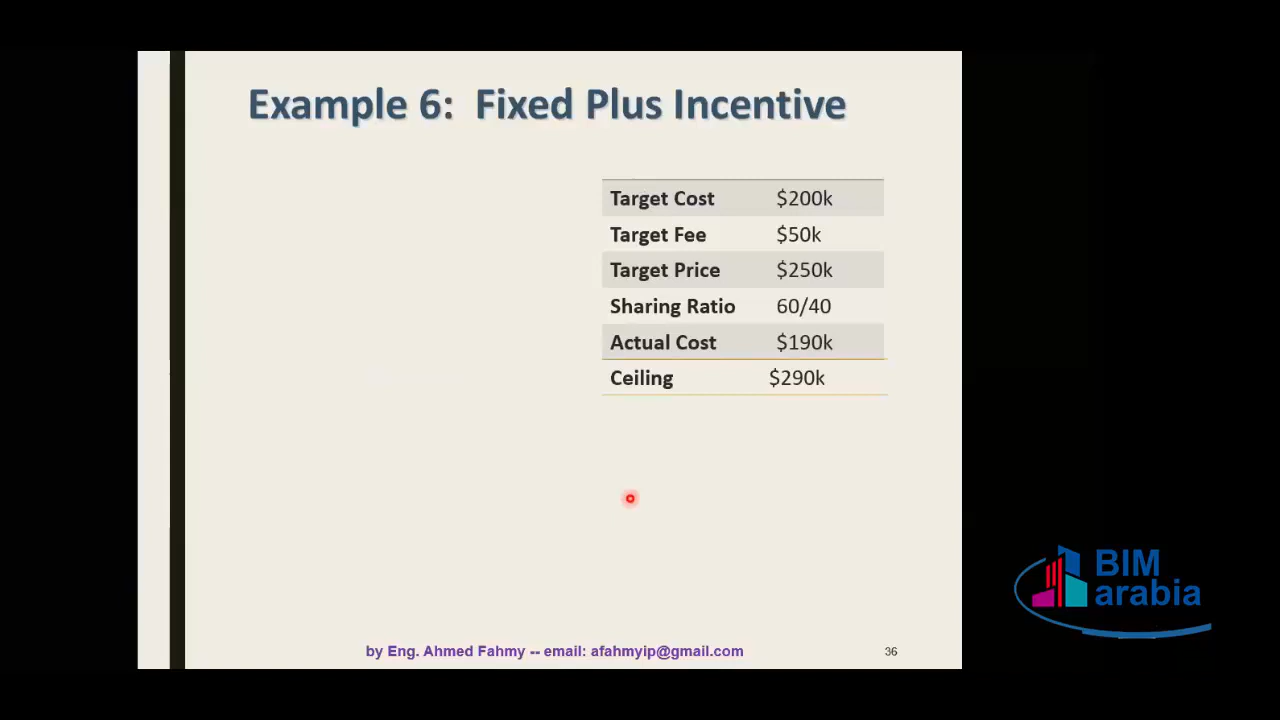 Example 6: Fixed Plus Incentive
Target Cost $200k
Target Fee $50k
Target Price $250k
Sharing Ratio 60/40
Actual Cost $190k
Ceiling $290k
BIM
arabia
by Eng. Ahmed Fahmy -- email: afahmyip@gmail.com 36